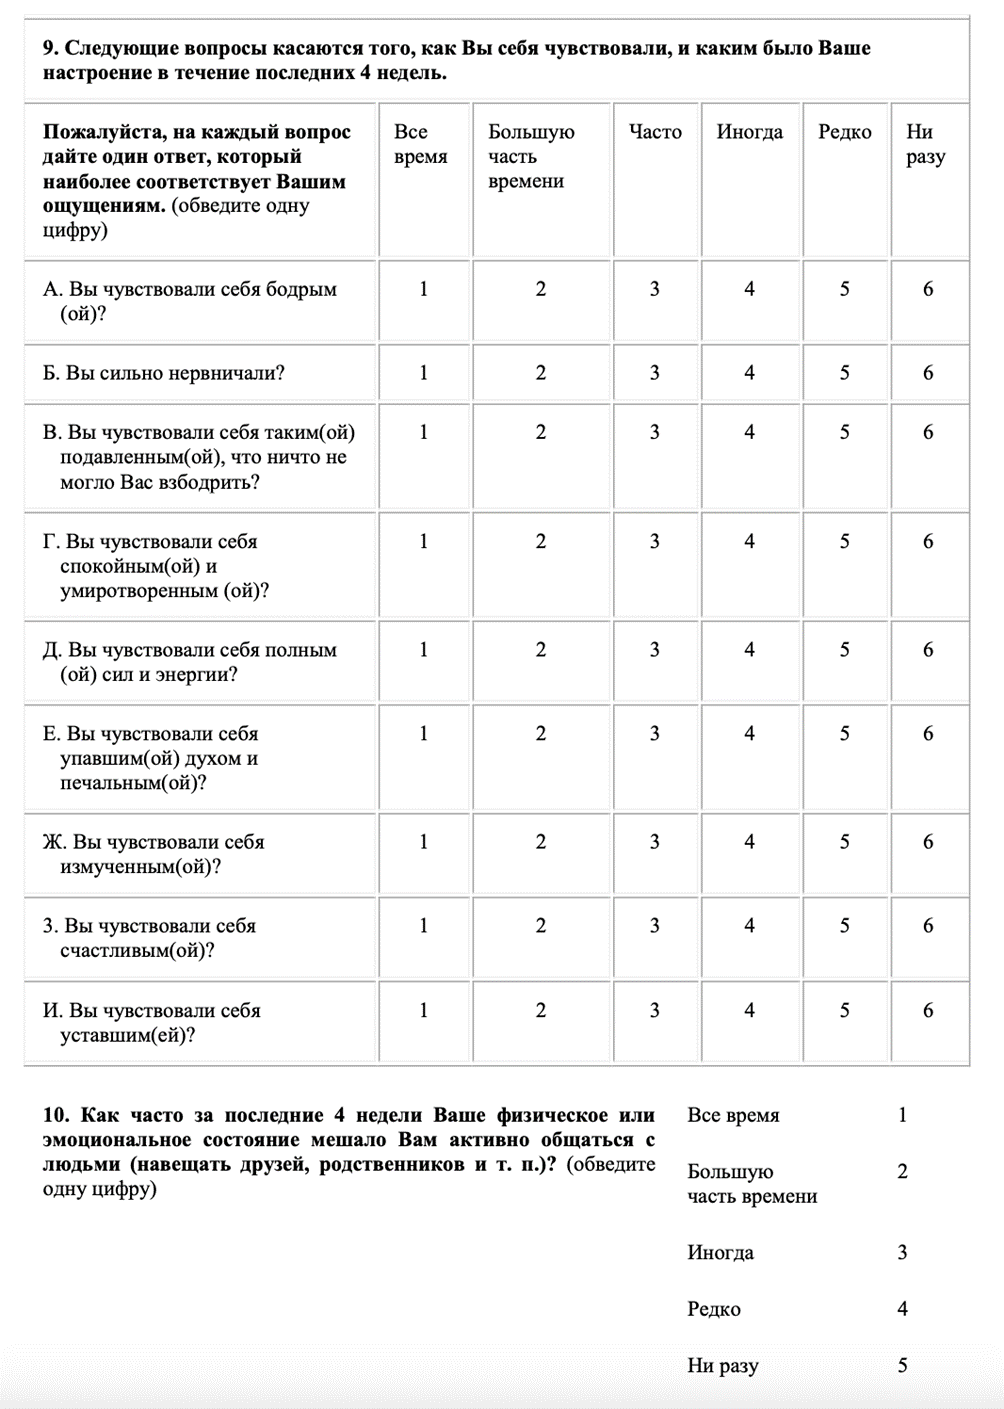 9. Следующие вопросы касаются того, как Вы себя чувствовали, и каким было Ваше
настроение в течение последних 4 недель.
Пожалуйста, на каждый вопрос
дайте один ответ, который
наиболее соответствует Вашим
ощущениям. (обведите одну
цифру)
Все
время
Большую
часть
времени
Часто
Иногда
Редко
Ни
разу
А. Вы чувствовали себя бодрым
(ой)?
1 2 3 4 5 6
Б. Вы сильно нервничали?
1 2 3 4 5 6
В. Вы чувствовали себя таким(ой)
подавленным(ой), что ничто не
могло Вас взбодрить?
1 2 3 4 5 6
Г. Вы чувствовали себя
спокойным(ой) и
умиротворенным (ой)?
1 2 3 4 5 6
Д. Вы чувствовали себя полным
(ой) сил и энергии?
1 2 3 4 5 6
Е. Вы чувствовали себя
упавшим(ой) духом и
печальным(ой)?
1 2 3 4 5 6
Ж. Вы чувствовали себя
измученным(ой)?
1 2 3 4 5 6
З. Вы чувствовали себя
счастливым(ой)?
1 2 3 4 5 6
И. Вы чувствовали себя
уставшим(ей)?
1 2 3 4 5 6
10. Как часто за последние 4 недели Ваше физическое или
эмоциональное состояние мешало Вам активно общаться с
людьми (навещать друзей, родственников и т. п.)? (обведите
одну цифру)
Все время 1
Большую 2
часть времени
Иногда 3
Редко 4
Ни разу 5